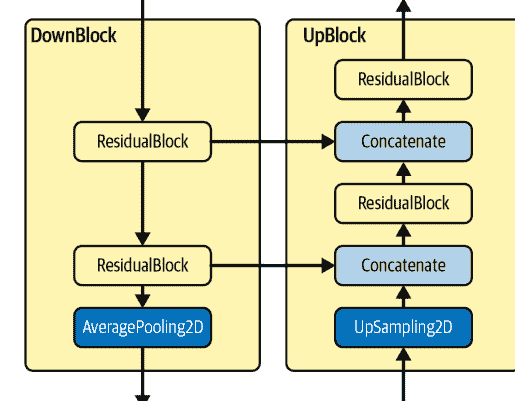 DownBlock
ResidualBlock
ResidualBlock
AveragePooling2D
UpBlock
ResidualBlock
Concatenate
ResidualBlock
Concatenate
UpSampling2D